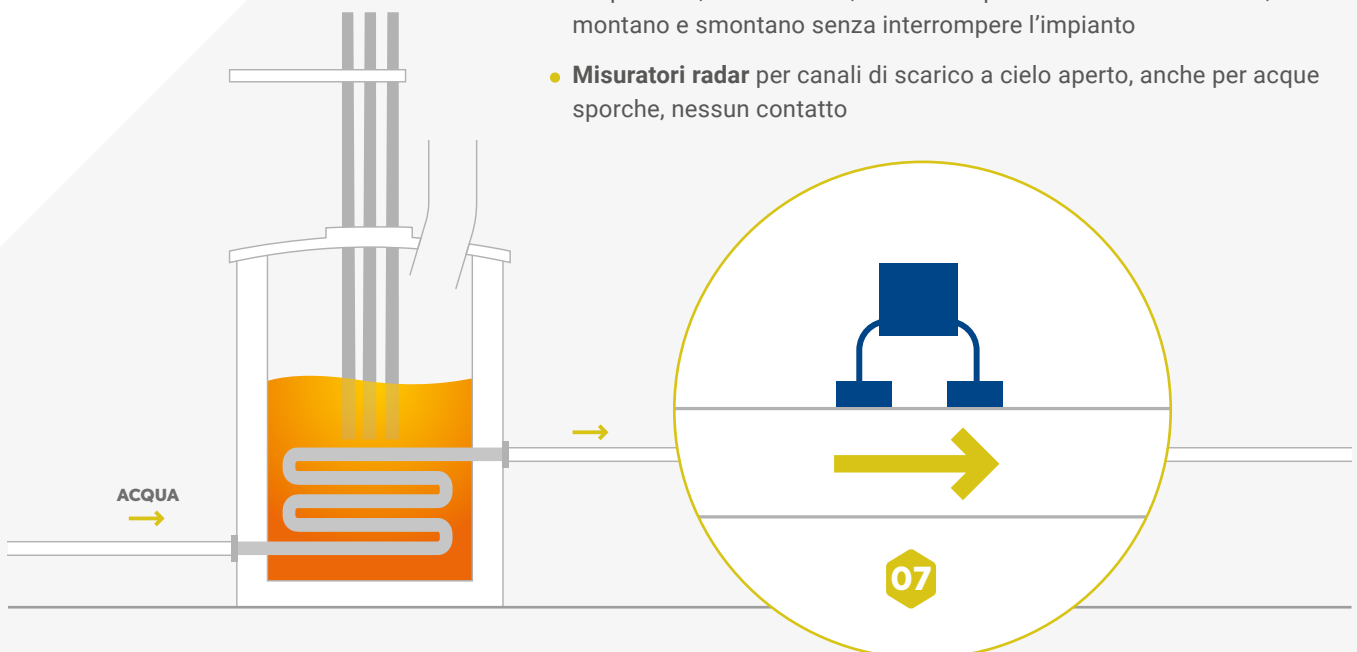 montano e smontano senza interrompere l’impianto
• Misuratori radar per canali di scarico a cielo aperto, anche per acque
sporche, nessun contatto
ACQUA
07